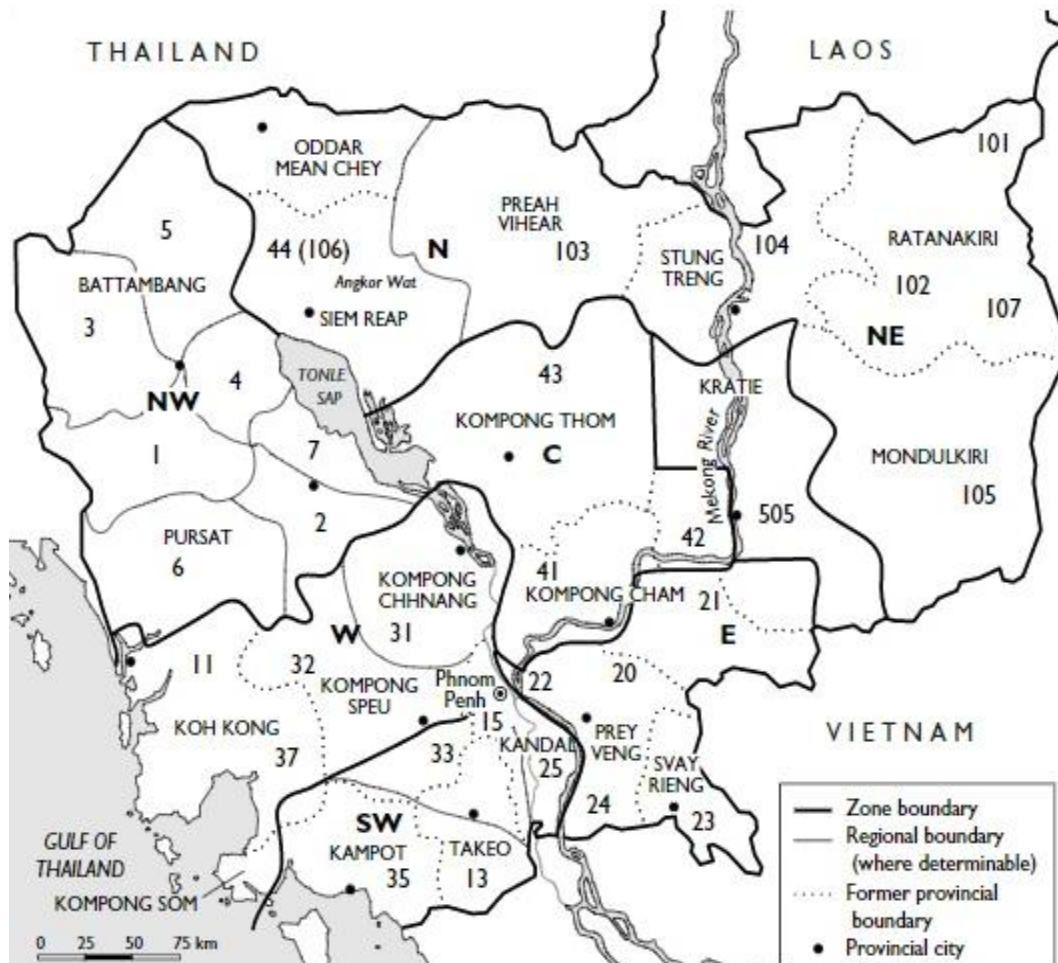 THAILAND
LAOS
101
ODDAR
MEAN CHEY
PREAH
VIHEAR
5
N
103
STUNG
TRENG
104
RATANAKIRI
44 (106)
Angkor Wat
BATTAMBANG
102
107
3
SIEM REAP
NE
4
TONLE
SAP
43
KRATIE
NW
KOMPONG THOM
C
Mekong River
1
7
MONDULKIRI
105
PURSAT
6
2
42
505
KOMPONG
CHHNANG
31
41
KOMPONG CHAM
21
E
W
11
32
KOMPONG
SPEU
Phnom
Penh
22
20
15
KOH KONG
37
33
KANDAL
25
PREY
VENG
SVAY
RIENG
VIETNAM
24
23
SW
KAMPOT
35
TAKEO
13
GULF OF
THAILAND
KOMPONG SOM
0 25 50 75 km
Zone boundary
Regional boundary
(where determinable)
Former provincial
boundary
Provincial city